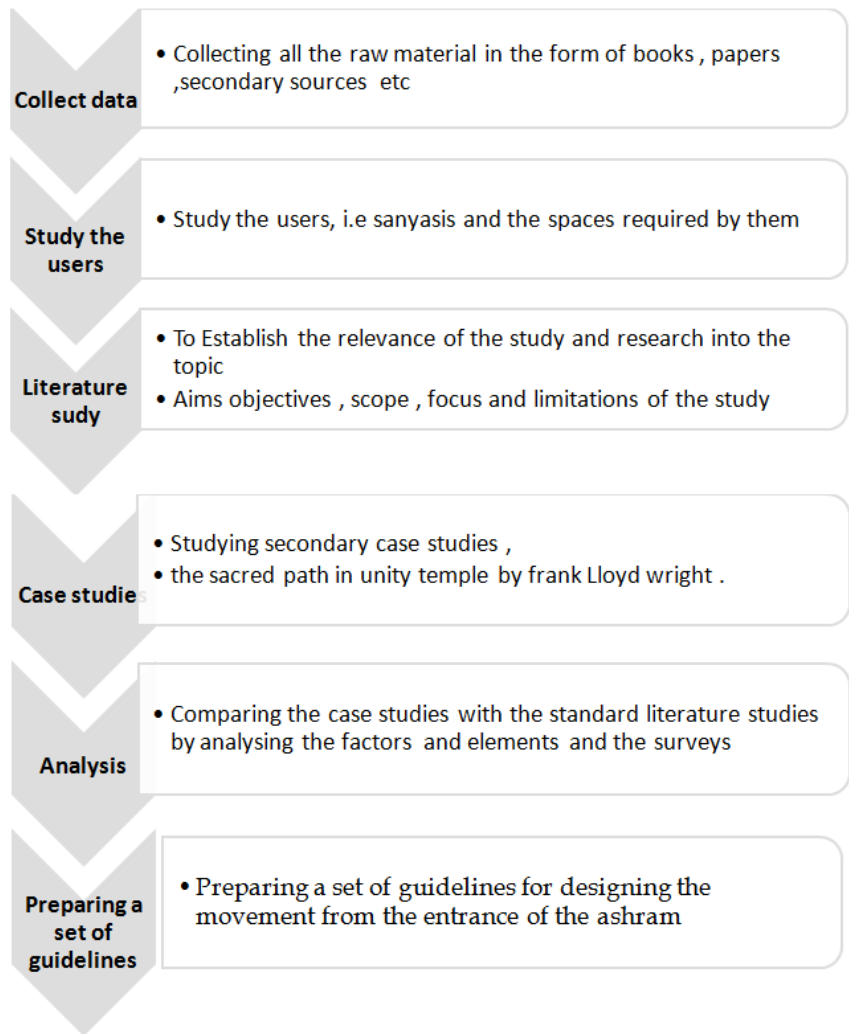 Collect data
• Collecting all the raw material in the form of books , papers
,secondary sources etc
Study the
users
• Study the users, i.e sanyasis and the spaces required by them
Literature
sudy
• To Establish the relevance of the study and research into the
topic
• Aims objectives , scope , focus and limitations of the study
Case studies
• Studying secondary case studies ,
• the sacred path in unity temple by frank Lloyd wright .
Analysis
• Comparing the case studies with the standard literature studies
by analysing the factors and elements and the surveys
Preparing a
set of
guidelines
• Preparing a set of guidelines for designing the
movement from the entrance of the ashram